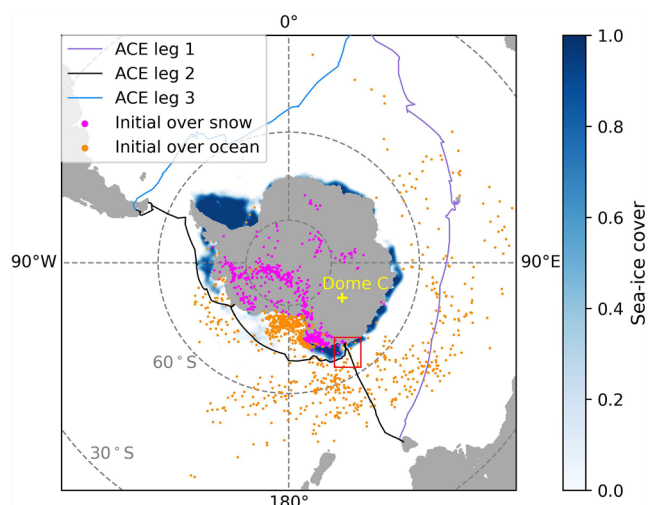 0°
ACE leg 1
ACE leg 2
ACE leg 3
Initial over snow
Initial over ocean
90°W
90°E
Dome C
60°S
30°S
180°
1.0
0.8
0.6
0.4
0.2
0.0
Sea-ice cover